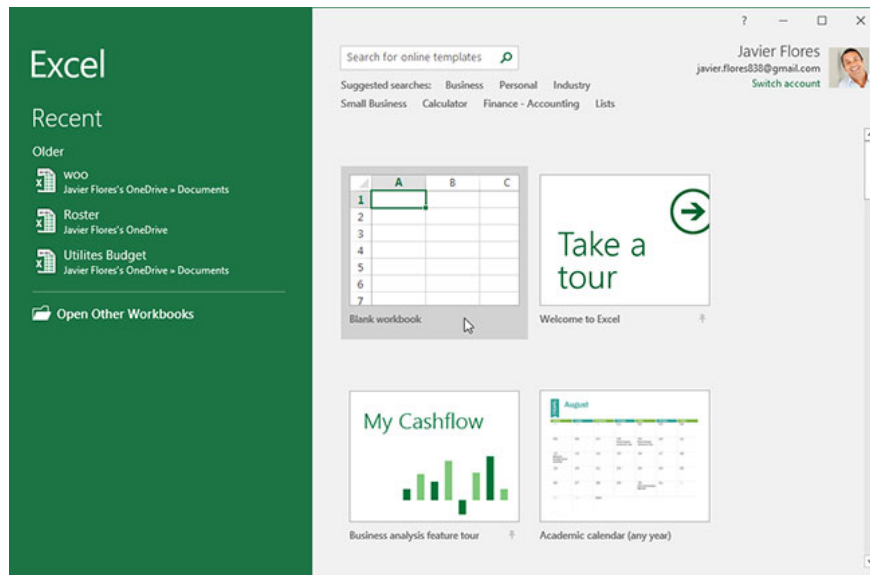 Excel
Recent
Older
woo
Javier Flores's OneDrive » Documents
Roster
Javier Flores's OneDrive
Utilites Budget
Javier Flores's OneDrive » Documents
Open Other Workbooks
?
Search for online templates
Suggested searches: Business Personal Industry
Small Business Calculator Finance - Accounting Lists
Javier Flores
javier.flores838@gmail.com
Switch account
A B C
1
2
3
4
5
6
7
Blank workbook
Take a
tour
Welcome to Excel
My Cashflow
Business analysis feature tour
August
Academic calendar (any year)